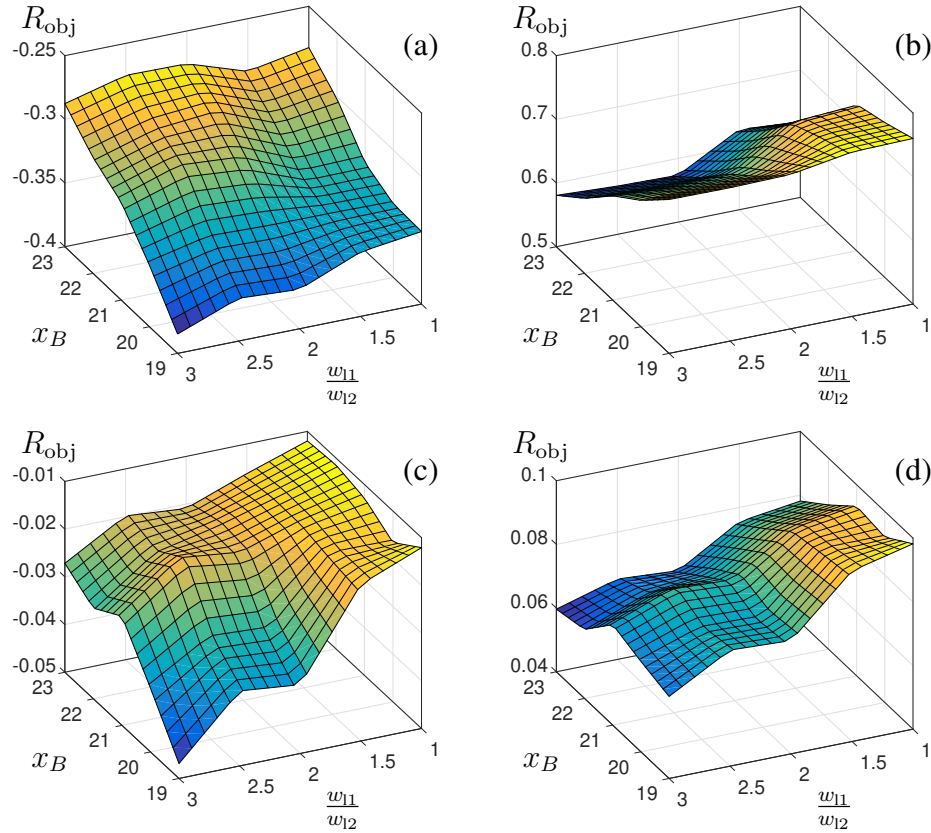 R_obj
(a)
-0.25
-0.3
-0.35
-0.4
23
22
21
20
19
x_B
3
2.5
2
1.5
1
w_l1
w_l2
R_obj
(b)
0.8
0.7
0.6
0.5
23
22
21
20
19
x_B
3
2.5
2
1.5
1
w_l1
w_l2
R_obj
(c)
-0.01
-0.02
-0.03
-0.04
-0.05
23
22
21
20
19
x_B
3
2.5
2
1.5
1
w_l1
w_l2
R_obj
(d)
0.1
0.08
0.06
0.04
23
22
21
20
19
x_B
3
2.5
2
1.5
1
w_l1
w_l2